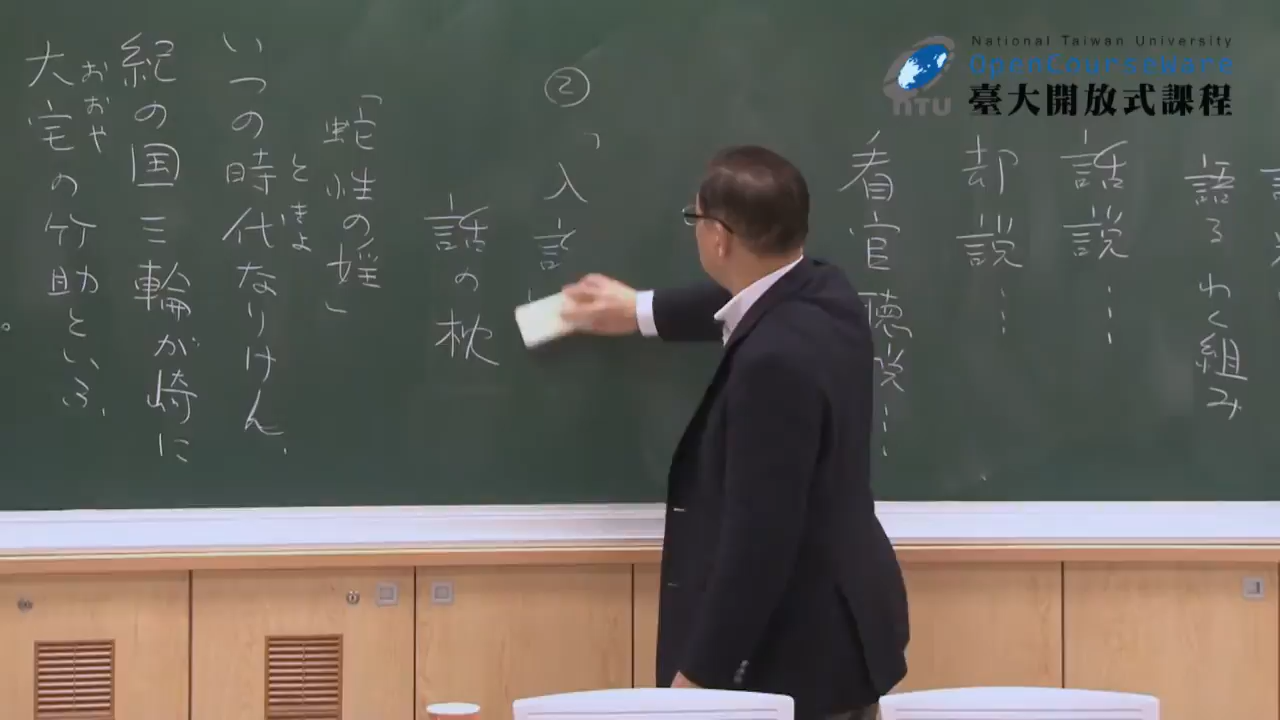 National Taiwan University
OpenCourseware
臺大開放式課程
NTU
語る わく組み
話説…
却説…
看官聴説…
②
「入
話の枕
「蛇性の婬」
いつの時代なりけん、
ときよ
紀の国三輪が崎に
大宅の竹助といふ、
おおや